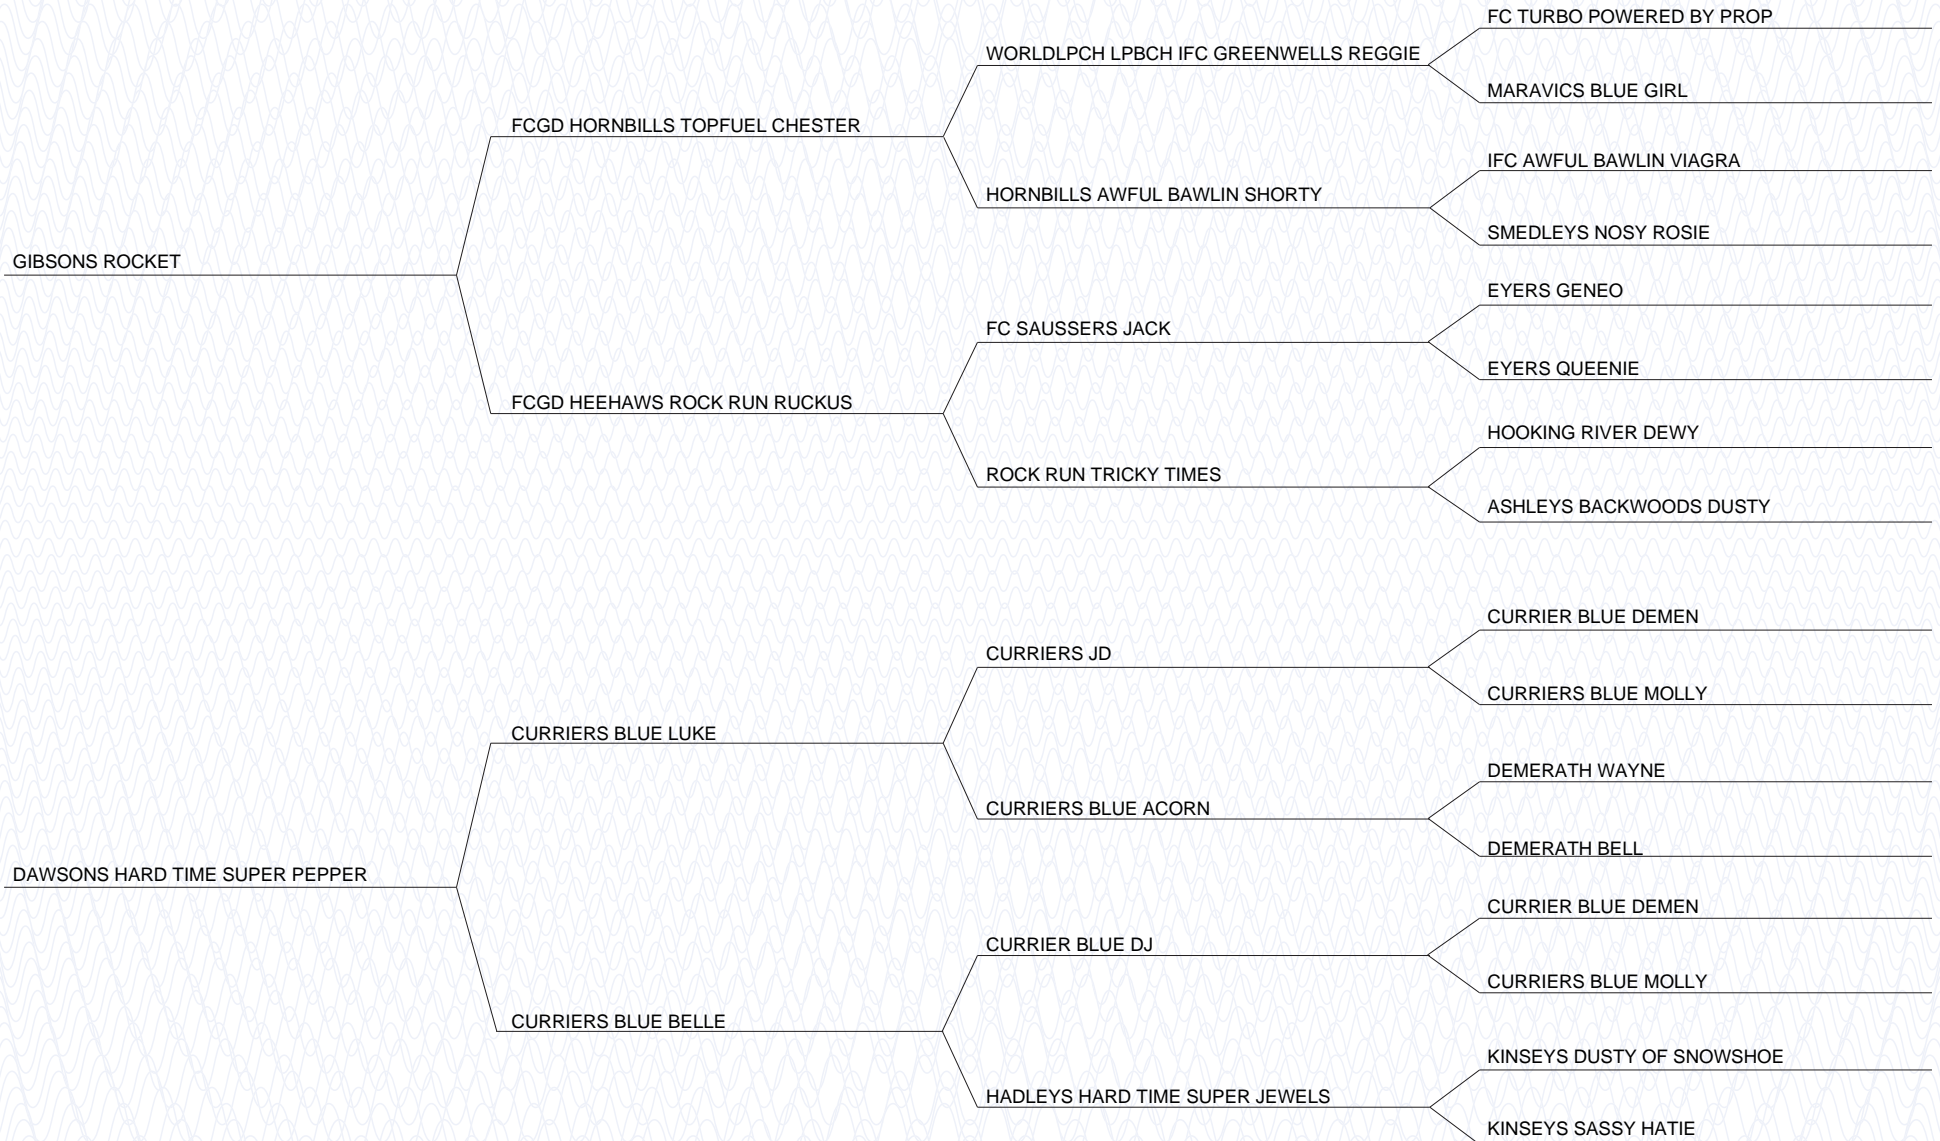 FC TURBO POWERED BY PROP
WORLDLPCH LPBCH IFC GREENWELLS REGGIE
MARAVICS BLUE GIRL
FCGD HORNBILLS TOPFUEL CHESTER
IFC AWFUL BAWLIN VIAGRA
HORNBILLS AWFUL BAWLIN SHORTY
SMEDLEYS NOSY ROSIE
GIBSONS ROCKET
EYERS GENEO
FC SAUSSERS JACK
EYERS QUEENIE
FCGD HEEHAWS ROCK RUN RUCKUS
HOOKING RIVER DEWY
ROCK RUN TRICKY TIMES
ASHLEYS BACKWOODS DUSTY
CURRIER BLUE DEMEN
CURRIERS JD
CURRIERS BLUE MOLLY
CURRIERS BLUE LUKE
DEMERATH WAYNE
CURRIERS BLUE ACORN
DEMERATH BELL
DAWSONS HARD TIME SUPER PEPPER
CURRIER BLUE DEMEN
CURRIER BLUE DJ
CURRIERS BLUE MOLLY
CURRIERS BLUE BELLE
KINSEYS DUSTY OF SNOWSHOE
HADLEYS HARD TIME SUPER JEWELS
KINSEYS SASSY HATIE